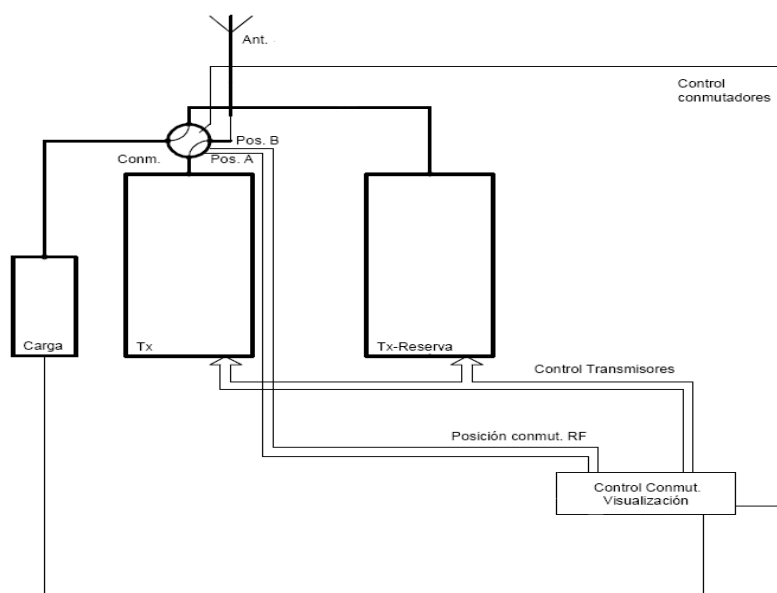 Ant.
Control
conmutadores
Pos. B
Conm.
Pos. A
Carga
Tx
Tx-Reserva
Control Transmisores
Posición conmut. RF
Control Conmut.
Visualización